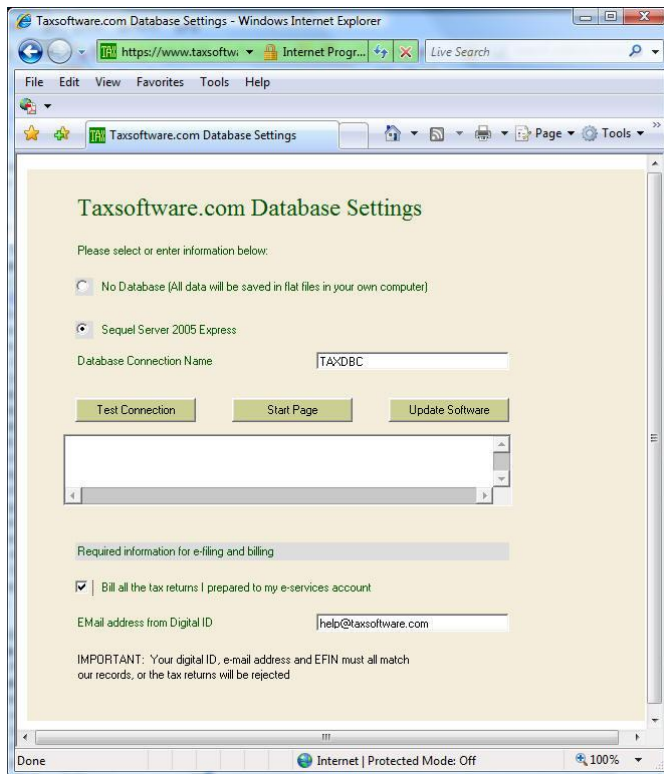 Taxsoftware.com Database Settings - Windows Internet Explorer
https://www.taxsoftw Internet Progr... Live Search
File Edit View Favorites Tools Help
Taxsoftware.com Database Settings Page Tools »
Taxsoftware.com Database Settings
Please select or enter information below:
No Database (All data will be saved in flat files in your own computer)
Sequel Server 2005 Express
Database Connection Name TAXDBC
Test Connection Start Page Update Software
Required information for e-filing and billing
Bill all the tax returns I prepared to my e-services account
EMail address from Digital ID help@taxsoftware.com
IMPORTANT: Your digital ID, e-mail address and EFIN must all match
our records, or the tax returns will be rejected
Done Internet | Protected Mode: Off 100%